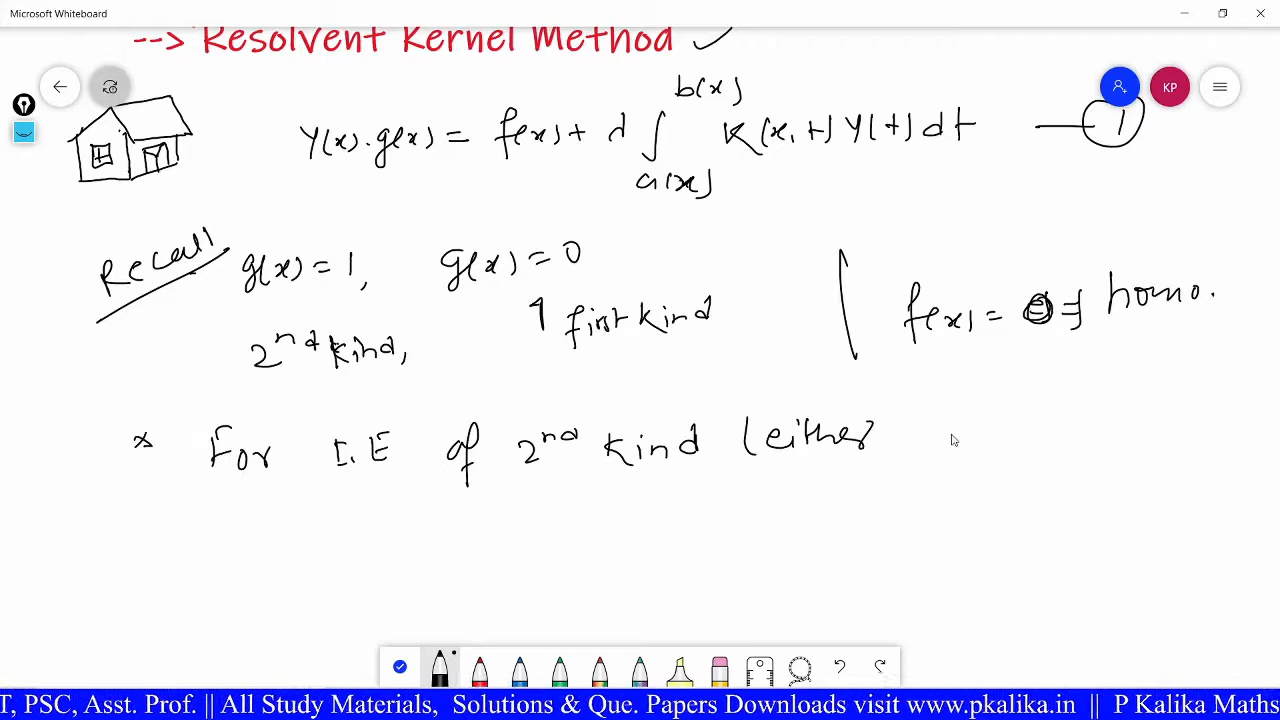 Microsoft Whiteboard
--> Resolvent Kernel Method ✓
KP
y(x).g(x) = f(x) + λ ∫ K(x,t) y(t) dt — 1
b(x)
a(x)
Recall g(x) = 1, g(x) = 0
2nd kind, ↑ first kind
f(x) = 0 homo.
* For I.E of 2nd kind (either
T, PSC, Asst. Prof. || All Study Materials, Solutions & Que. Papers Downloads visit www.pkalika.in || P Kalika Maths